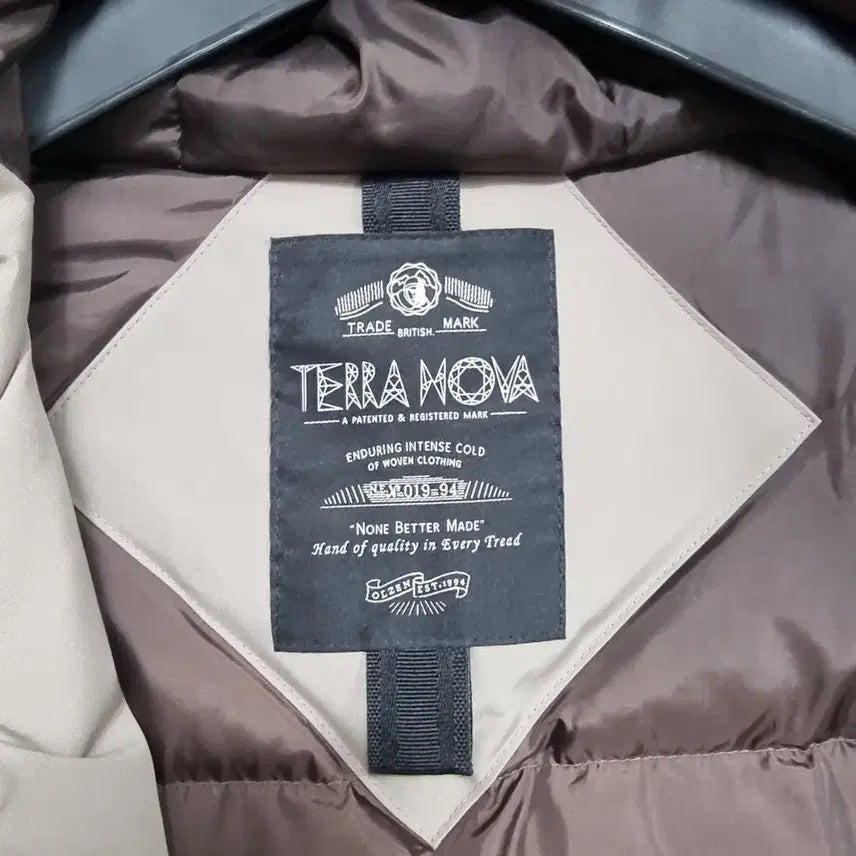 TRADE BRITISH. MARK
TERRA NOVA
A PATENTED & REGISTERED MARK
ENDURING INTENSE COLD
OF WOVEN CLOTHING
019-94
"NONE BETTER MADE"
Hand of quality in Every Tread
OLZEN EST.1994